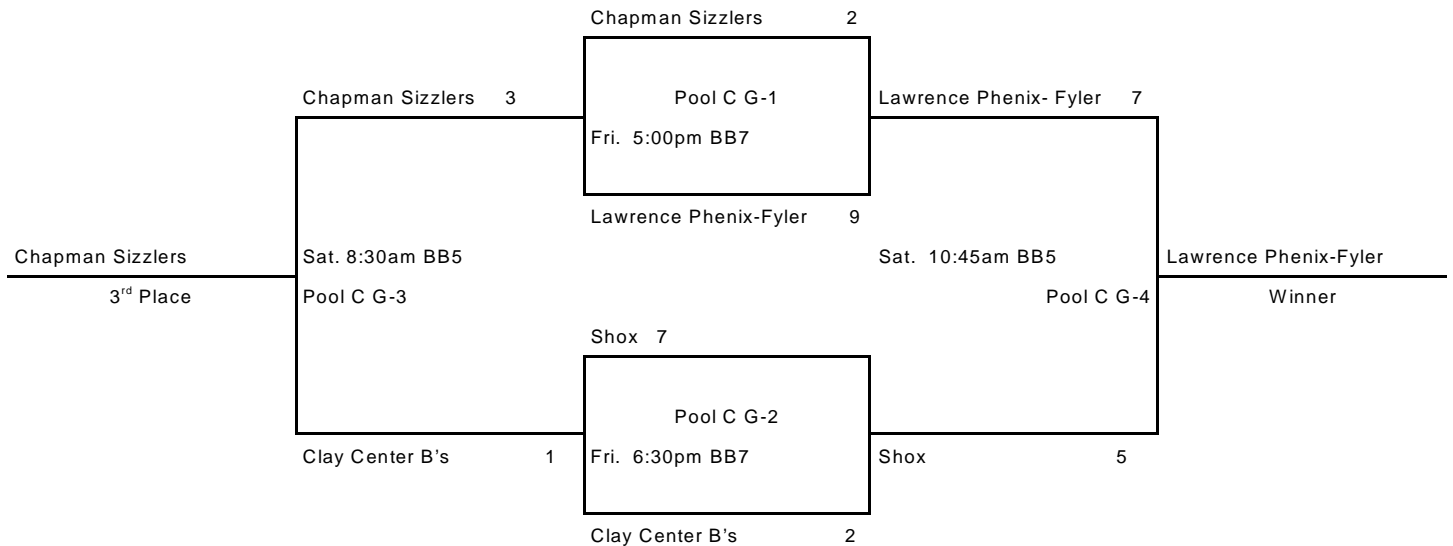 Chapman Sizzlers 2
Chapman Sizzlers 3
Pool C G-1
Lawrence Phenix- Fyler 7
Fri. 5:00pm BB7
Lawrence Phenix-Fyler 9
Chapman Sizzlers
Sat. 8:30am BB5
Sat. 10:45am BB5
Lawrence Phenix-Fyler
3rd Place
Pool C G-3
Pool C G-4
Winner
Shox 7
Pool C G-2
Clay Center B's 1
Fri. 6:30pm BB7
Shox 5
Clay Center B's 2